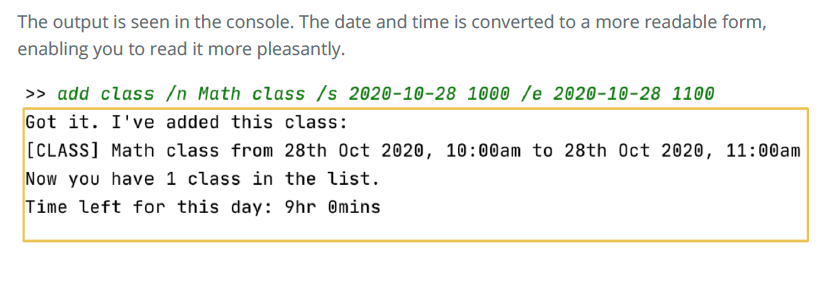 The output is seen in the console. The date and time is converted to a more readable form,
enabling you to read it more pleasantly.
>> add class /n Math class /s 2020-10-28 1000 /e 2020-10-28 1100
Got it. I've added this class:
[CLASS] Math class from 28th Oct 2020, 10:00am to 28th Oct 2020, 11:00am
Now you have 1 class in the list.
Time left for this day: 9hr 0mins